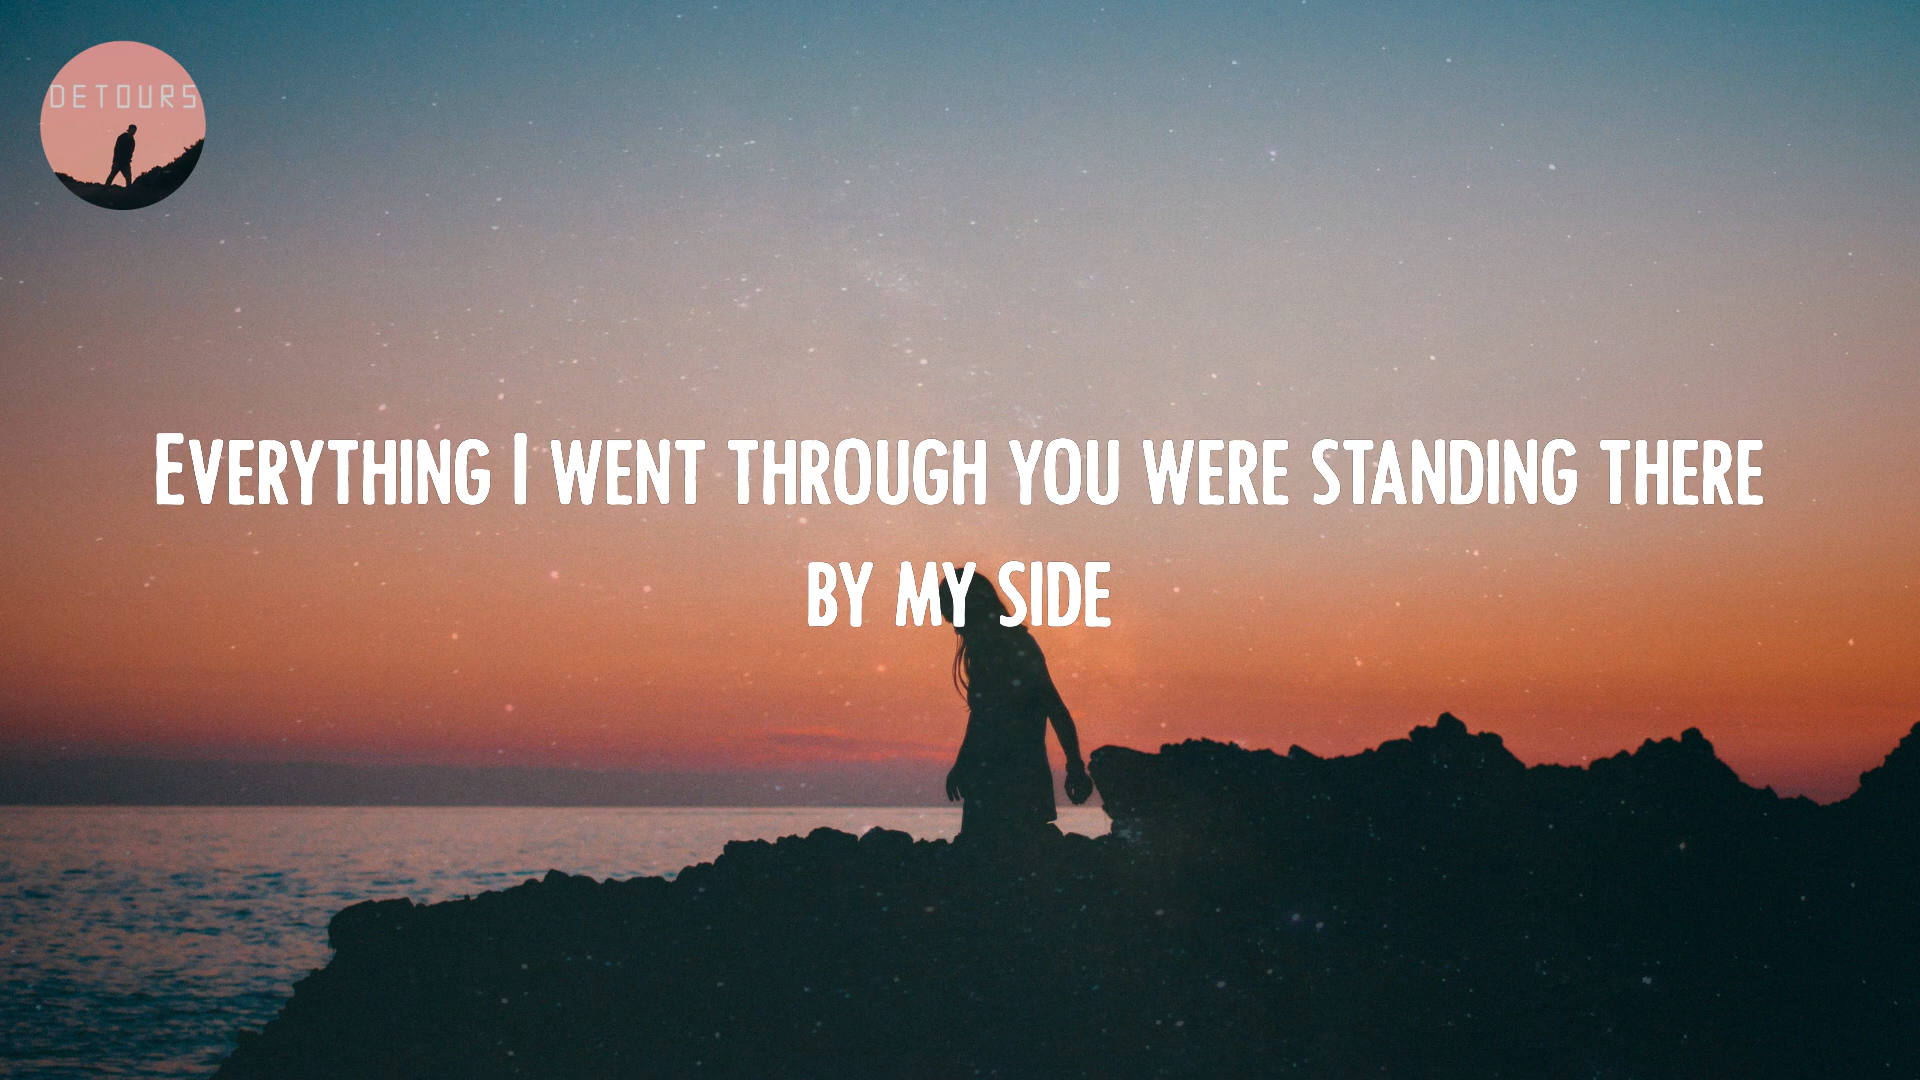 DETOURS
EVERYTHING I WENT THROUGH YOU WERE STANDING THERE
BY MY SIDE